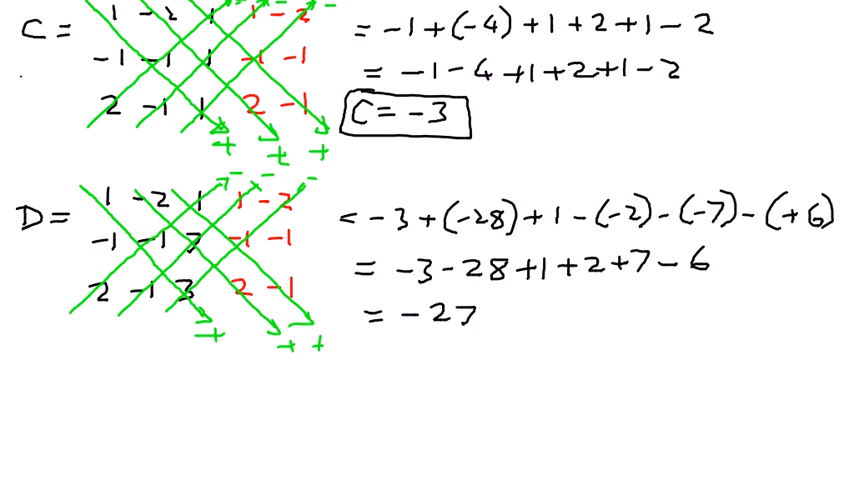 1 -2 1 1 -2 = -1+(-4)+1+2+1-2
C =
-1 -1 1 -1 -1 = -1-4+1+2+1-2
2 -1 1 2 -1 C = -3
+ + +
- - -
1 -2 1 1 -2
D = = -3+(-28)+1-(-2)-(-7)-(+6)
-1 -1 7 -1 -1 = -3-28+1+2+7-6
2 -1 3 2 -1 = -27
+ + +